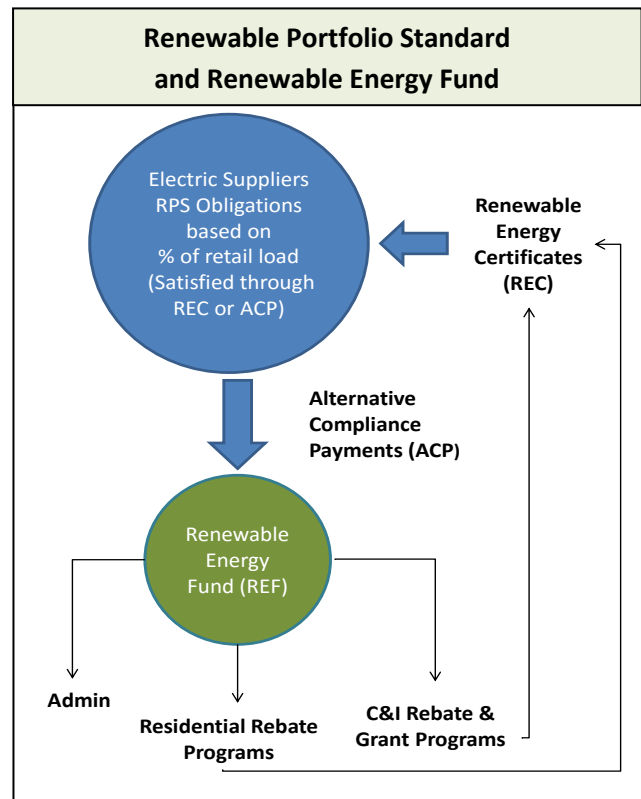 Renewable Portfolio Standard
and Renewable Energy Fund
Electric Suppliers
RPS Obligations
based on
% of retail load
(Satisfied through
REC or ACP)
Renewable
Energy
Certificates
(REC)
Alternative
Compliance
Payments (ACP)
Renewable
Energy
Fund (REF)
Admin
Residential Rebate
Programs
C&I Rebate &
Grant Programs